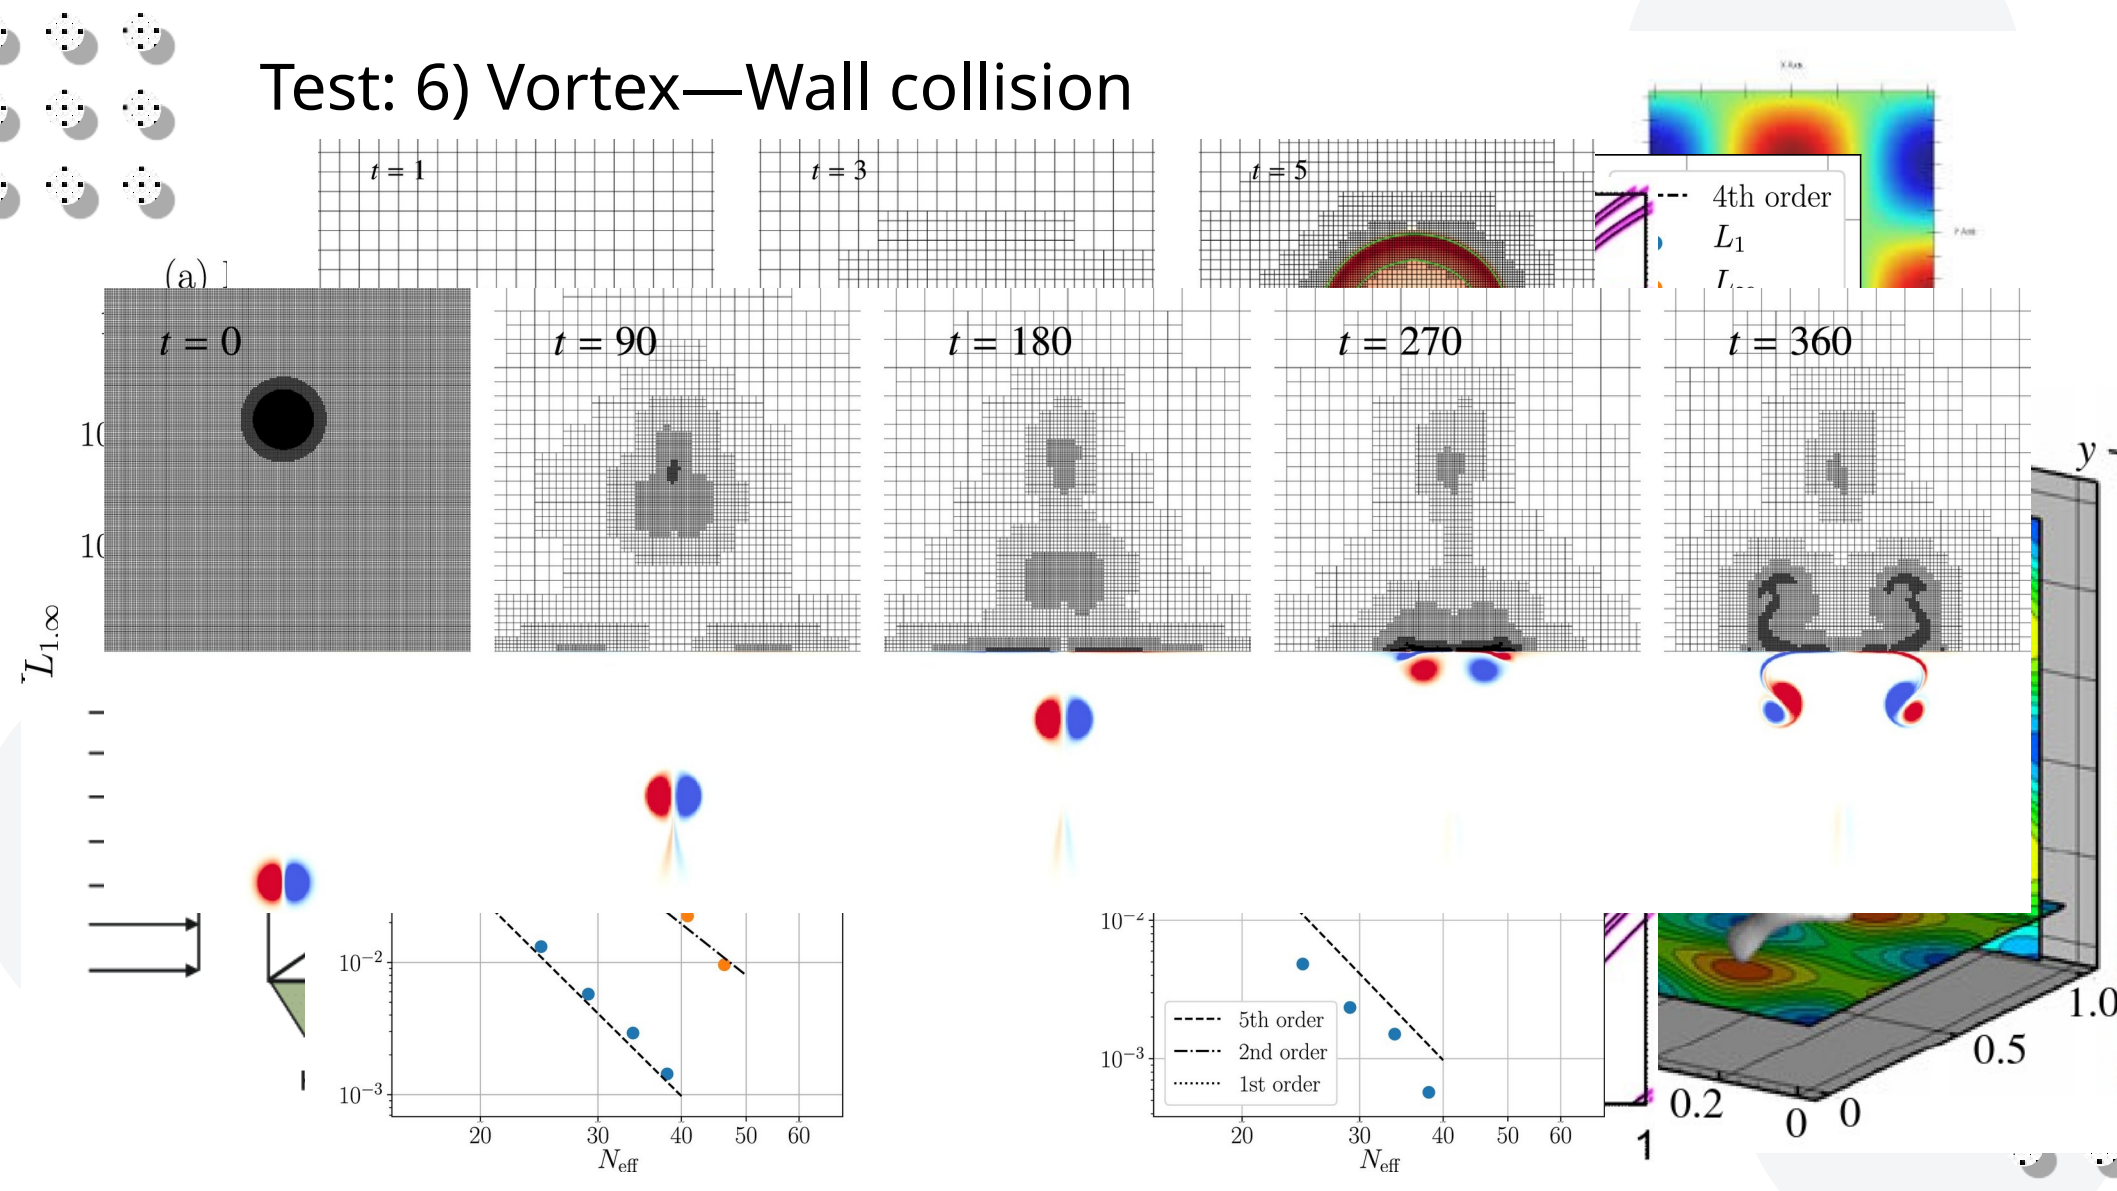 Test: 6) Vortex—Wall collision
X Axis
t = 1
t = 3
t = 5
4th order
L1
L∞
Y Axis
(a)
t = 0
t = 90
t = 180
t = 270
t = 360
10
10
y
L1.∞
10−2
10−3
20
30
40
50
60
Neff
10−2
10−3
5th order
2nd order
1st order
20
30
40
50
60
Neff
1
0.2
0
0
0.5
1.0